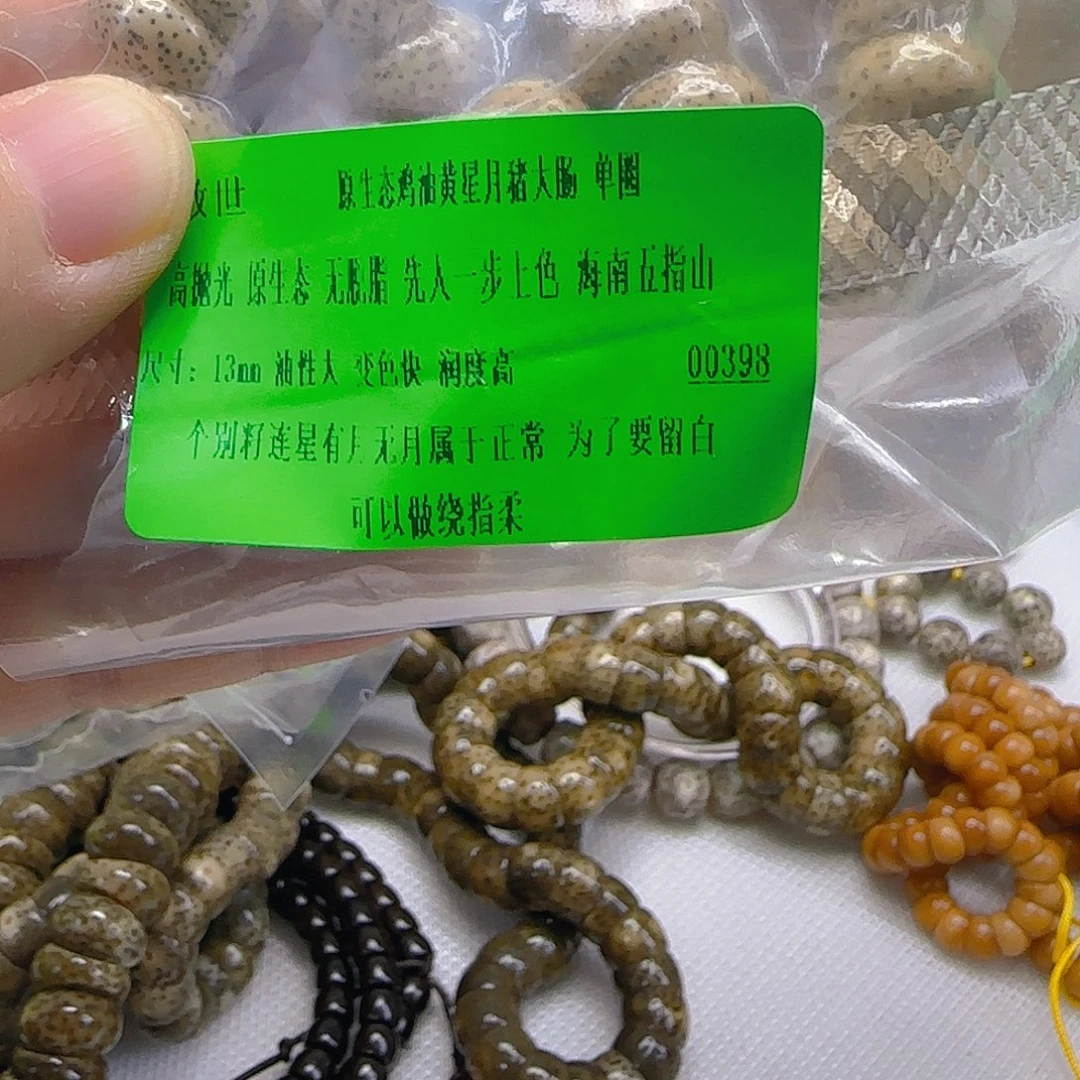 世 原生态鸡油黄星月猪大肠 单圈
高抛光 原生态 无脱脂 先人一步上色 海南五指山
尺寸: 13mm 油性大 变色快 润度高 00398
个别籽连星有月无月属于正常 为了要留白
可以做绕指柔